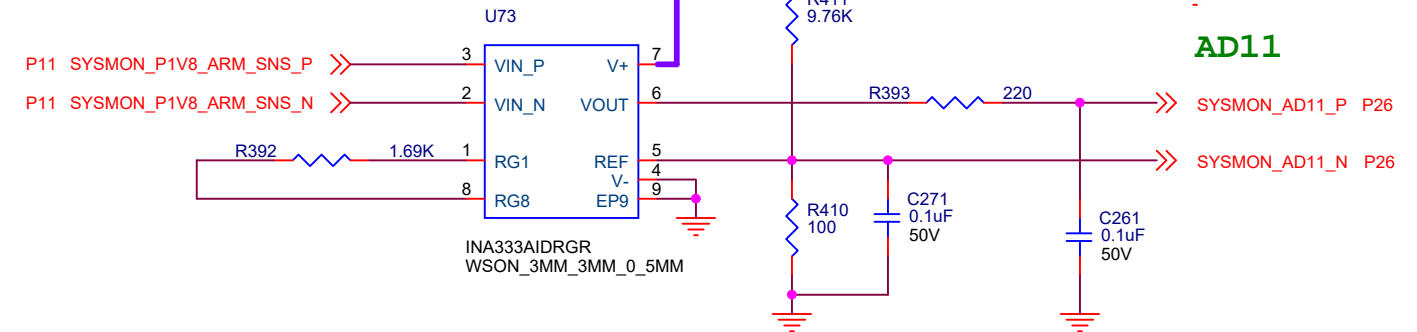 R411
9.76K
U73
AD11
P11 SYSMON_P1V8_ARM_SNS_P
3
VIN_P
V+
7
P11 SYSMON_P1V8_ARM_SNS_N
2
VIN_N
VOUT
6
R393
220
SYSMON_AD11_P P26
R392
1.69K
1
RG1
REF
5
SYSMON_AD11_N P26
V-
4
8
RG8
EP9
9
R410
100
C271
0.1uF
50V
C261
0.1uF
50V
INA333AIDRGR
WSON_3MM_3MM_0_5MM